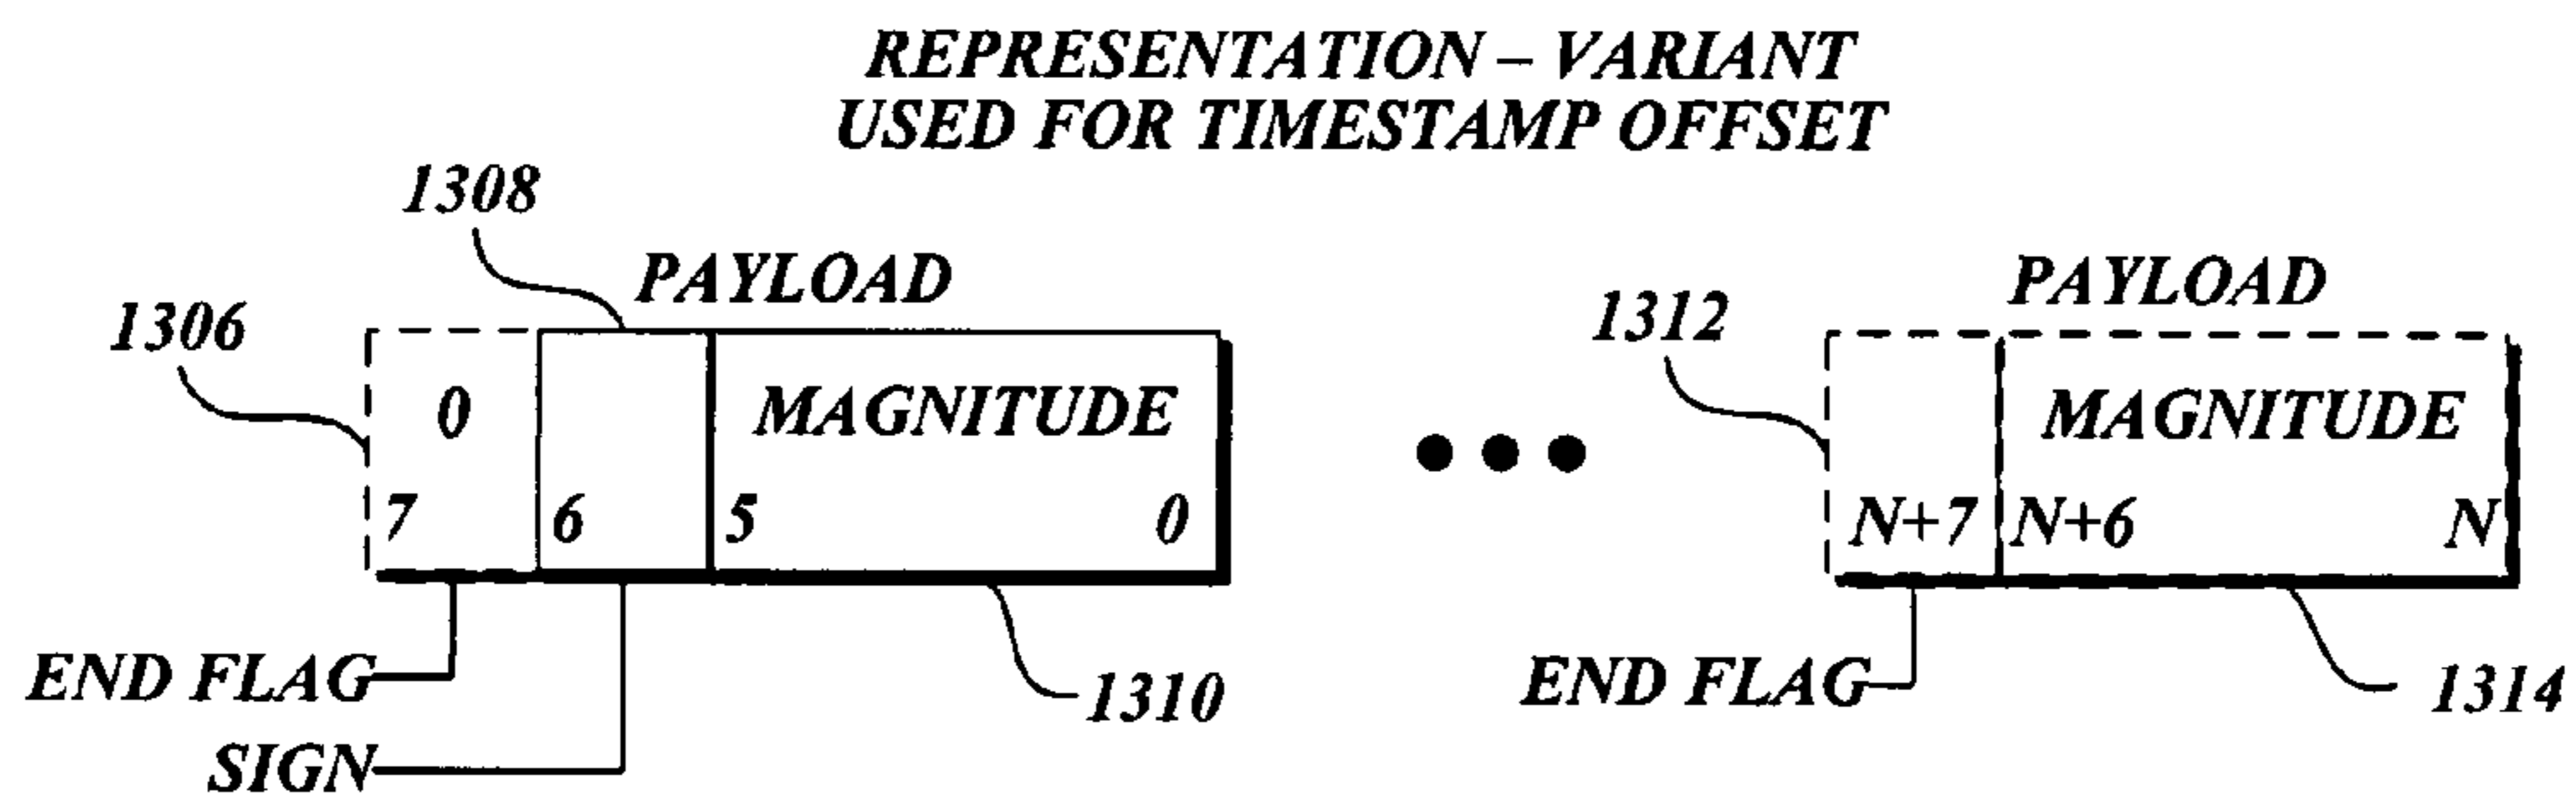 REPRESENTATION – VARIANT
USED FOR TIMESTAMP OFFSET
1308
PAYLOAD
PAYLOAD
1306
1312
0
MAGNITUDE
MAGNITUDE
7 6 5 0
N+7 N+6 N
END FLAG
1310
END FLAG
1314
SIGN